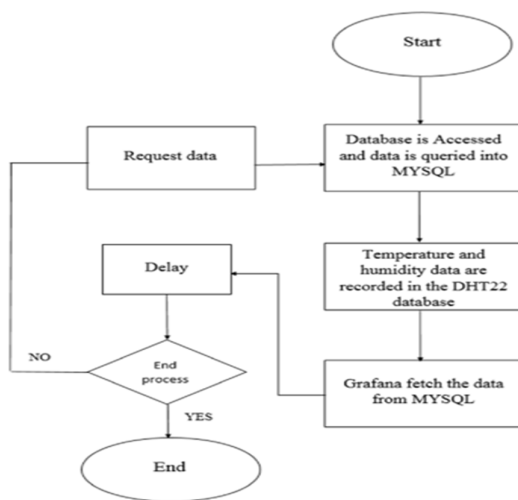 Start
Request data
Database is Accessed
and data is queried into
MYSQL
Temperature and
humidity data are
recorded in the DHT22
database
Delay
Grafana fetch the data
from MYSQL
End
process
NO
YES
End